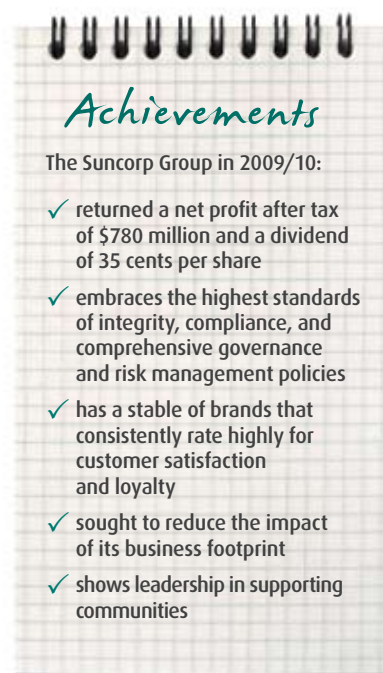 Achievements
The Suncorp Group in 2009/10:
✓ returned a net profit after tax
of $780 million and a dividend
of 35 cents per share
✓ embraces the highest standards
of integrity, compliance, and
comprehensive governance
and risk management policies
✓ has a stable of brands that
consistently rate highly for
customer satisfaction
and loyalty
✓ sought to reduce the impact
of its business footprint
✓ shows leadership in supporting
communities